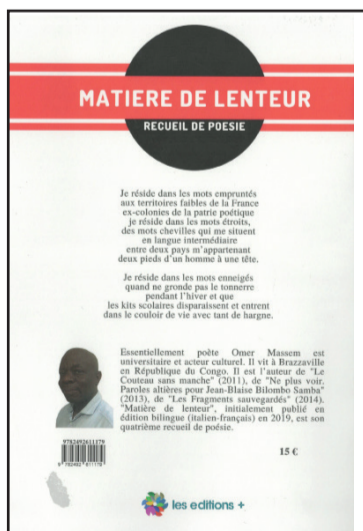 MATIERE DE LENTEUR
RECUEIL DE POESIE
Je réside dans les mots empruntés
aux territoires faibles de la France
ex-colonies de la patrie poétique
je réside dans les mots étroits,
des mots chevilles qui me situent
en langue intermédiaire
entre deux pays m'appartenant
deux pieds d'un homme à une tête.
Je réside dans les mots enneigés
quand ne gronde pas le tonnerre
pendant l'hiver et que
les kits scolaires disparaissent et entrent
dans le couloir de vie avec tant de hargne.
Essentiellement poète Omer Massem est
universitaire et acteur culturel. Il vit à Brazzaville
en République du Congo. Il est l'auteur de "Le
Couteau sans manche" (2011), de "Ne plus voir,
Paroles altières pour Jean-Blaise Bilombo Samba"
(2013), de "Les Fragments sauvegardés" (2014).
"Matière de lenteur", initialement publié en
édition bilingue (italien-français) en 2019, est son
quatrième recueil de poésie.
9782492611179
9 782492 611179
15 €
les editions +